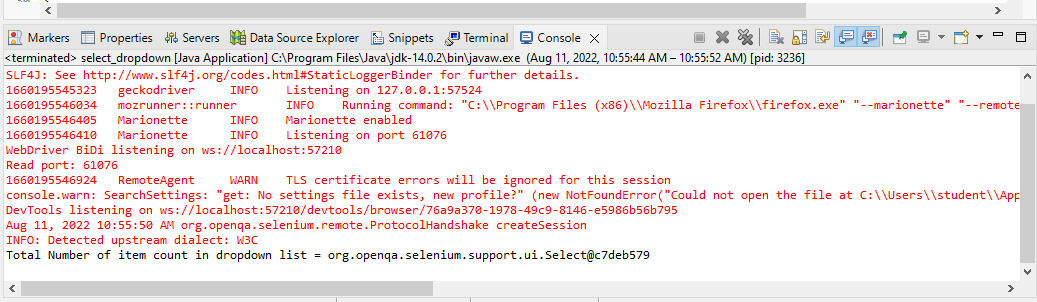 Markers Properties Servers Data Source Explorer Snippets Terminal Console
<terminated> select_dropdown [Java Application] C:\Program Files\Java\jdk-14.0.2\bin\javaw.exe (Aug 11, 2022, 10:55:44 AM – 10:55:52 AM) [pid: 3236]
SLF4J: See http://www.slf4j.org/codes.html#StaticLoggerBinder for further details.
1660195545323 geckodriver INFO Listening on 127.0.0.1:57524
1660195546034 mozrunner::runner INFO Running command: "C:\\Program Files (x86)\\Mozilla Firefox\\firefox.exe" "--marionette" "--remote
1660195546405 Marionette INFO Marionette enabled
1660195546410 Marionette INFO Listening on port 61076
WebDriver BiDi listening on ws://localhost:57210
Read port: 61076
1660195546924 RemoteAgent WARN TLS certificate errors will be ignored for this session
console.warn: SearchSettings: "get: No settings file exists, new profile?" (new NotFoundError("Could not open the file at C:\\Users\\student\\App
DevTools listening on ws://localhost:57210/devtools/browser/76a9a370-1978-49c9-8146-e5986b56b795
Aug 11, 2022 10:55:50 AM org.openqa.selenium.remote.ProtocolHandshake createSession
INFO: Detected upstream dialect: W3C
Total Number of item count in dropdown list = org.openqa.selenium.support.ui.Select@c7deb579